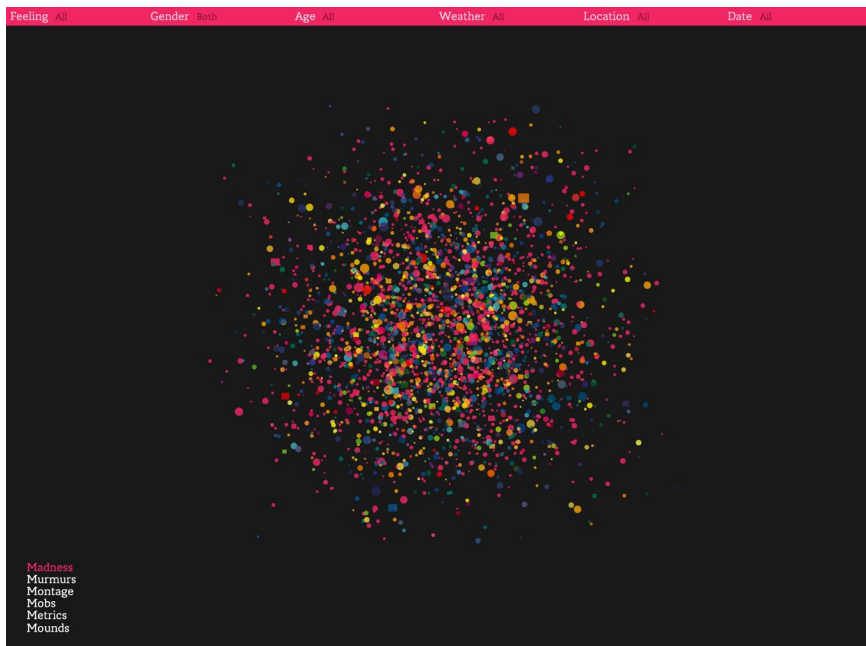 Feeling All Gender Both Age All Weather All Location All Date All
Madness
Murmurs
Montage
Mobs
Metrics
Mounds